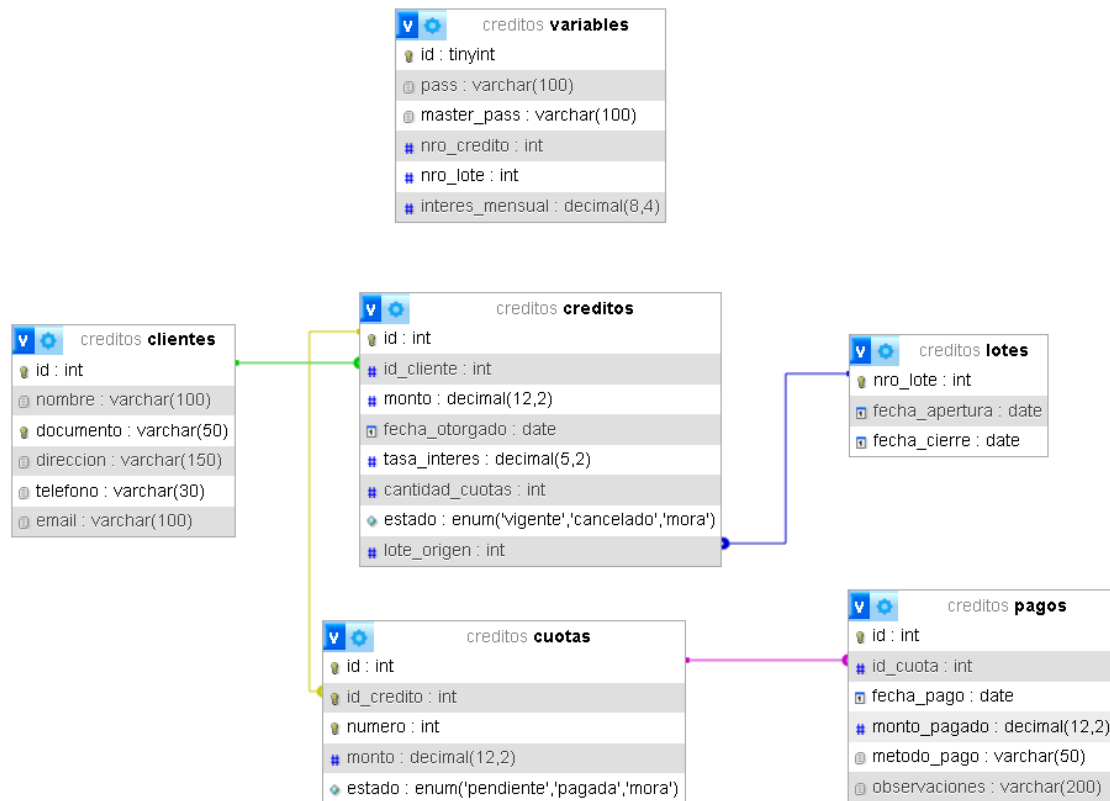 V creditos variables
id : tinyint
pass : varchar(100)
master_pass : varchar(100)
# nro_credito : int
# nro_lote : int
# interes_mensual : decimal(8,4)
V creditos clientes
id : int
nombre : varchar(100)
documento : varchar(50)
direccion : varchar(150)
telefono : varchar(30)
email : varchar(100)
V creditos creditos
id : int
# id_cliente : int
# monto : decimal(12,2)
fecha_otorgado : date
# tasa_interes : decimal(5,2)
# cantidad_cuotas : int
estado : enum('vigente','cancelado','mora')
# lote_origen : int
V creditos lotes
nro_lote : int
fecha_apertura : date
fecha_cierre : date
V creditos cuotas
id : int
id_credito : int
numero : int
# monto : decimal(12,2)
estado : enum('pendiente','pagada','mora')
V creditos pagos
id : int
# id_cuota : int
fecha_pago : date
# monto_pagado : decimal(12,2)
metodo_pago : varchar(50)
observaciones : varchar(200)